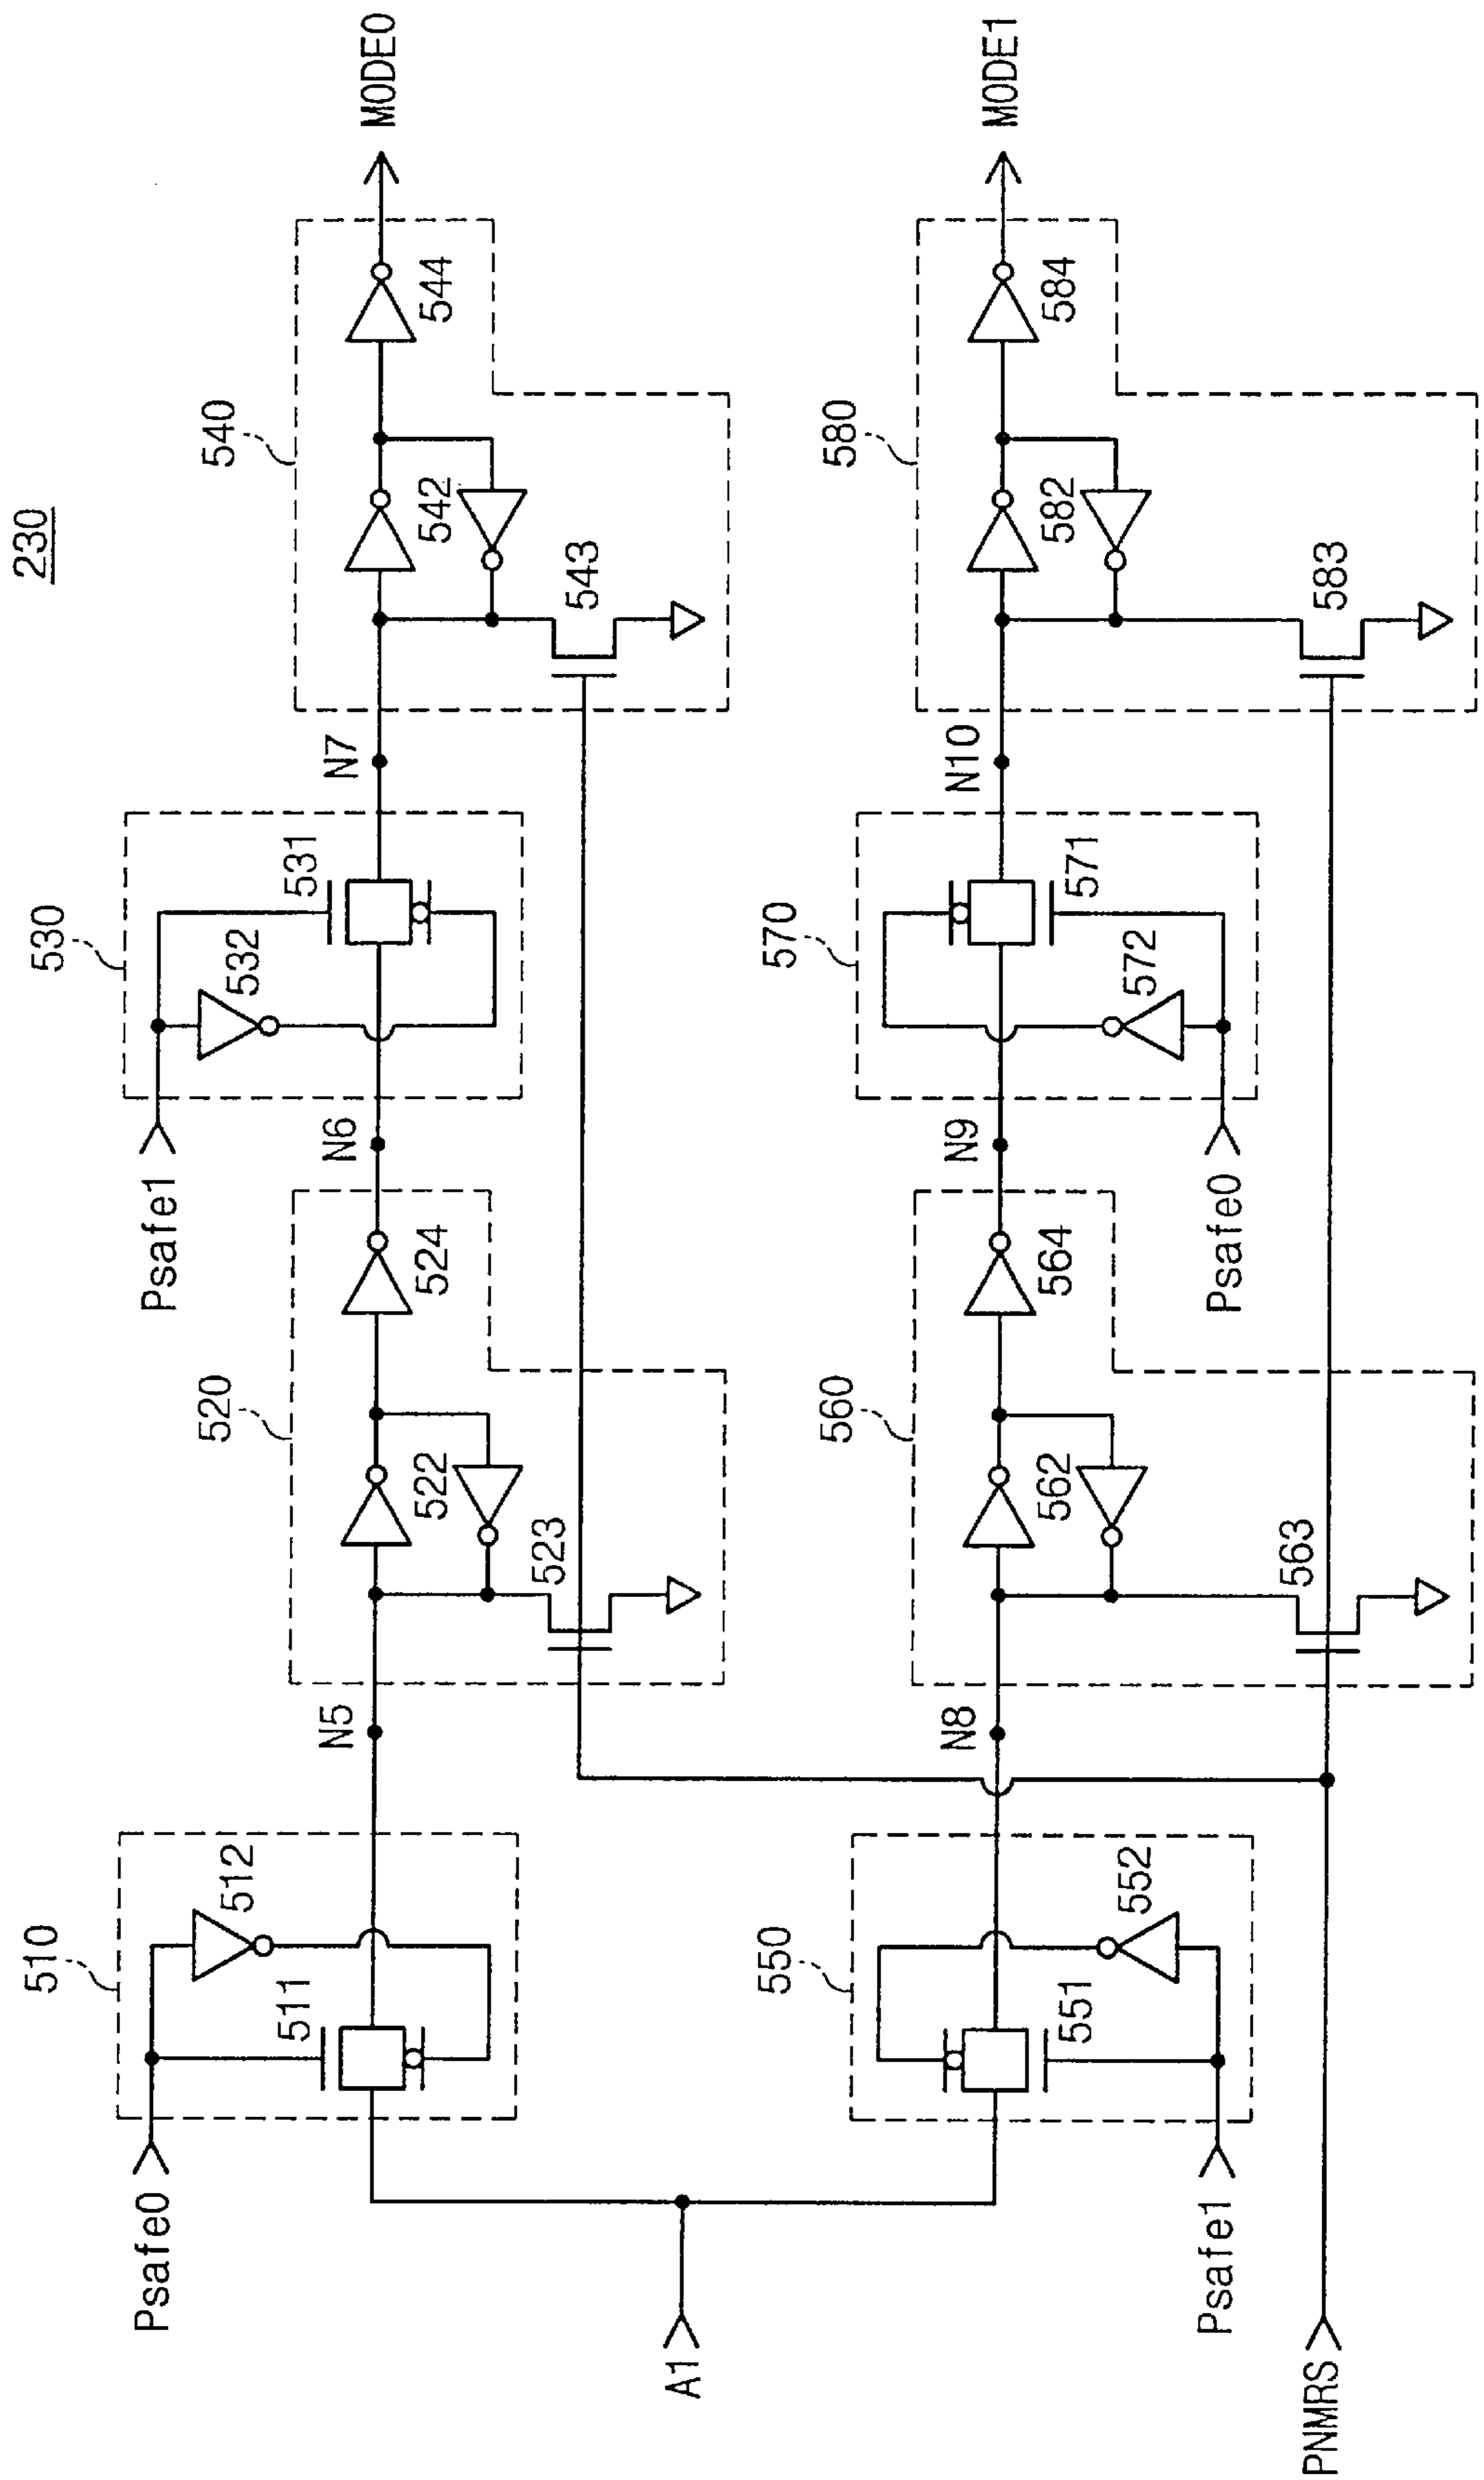 230
Psafe0
510
512
511
N5
520
522
524
523
N6
Psafe1
530
532
531
N7
540
542
544
543
MODE0
A1
550
552
551
Psafe1
N8
560
562
564
563
N9
570
572
571
Psafe0
N10
580
582
584
583
MODE1
PNMRS